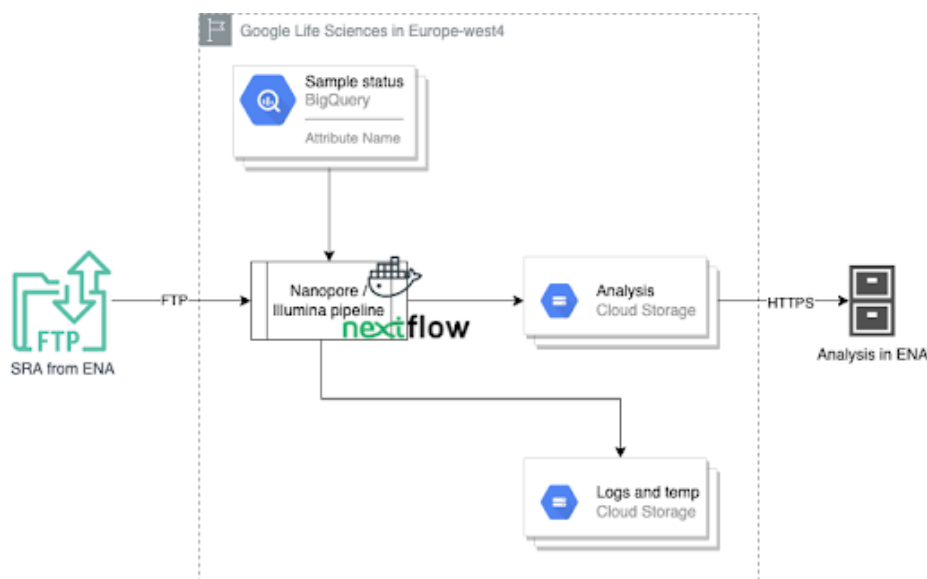 Google Life Sciences in Europe-west4
Sample status
BigQuery
Attribute Name
FTP
SRA from ENA
FTP
Nanopore /
Illumina pipeline
nextflow
Analysis
Cloud Storage
HTTPS
Analysis in ENA
Logs and temp
Cloud Storage